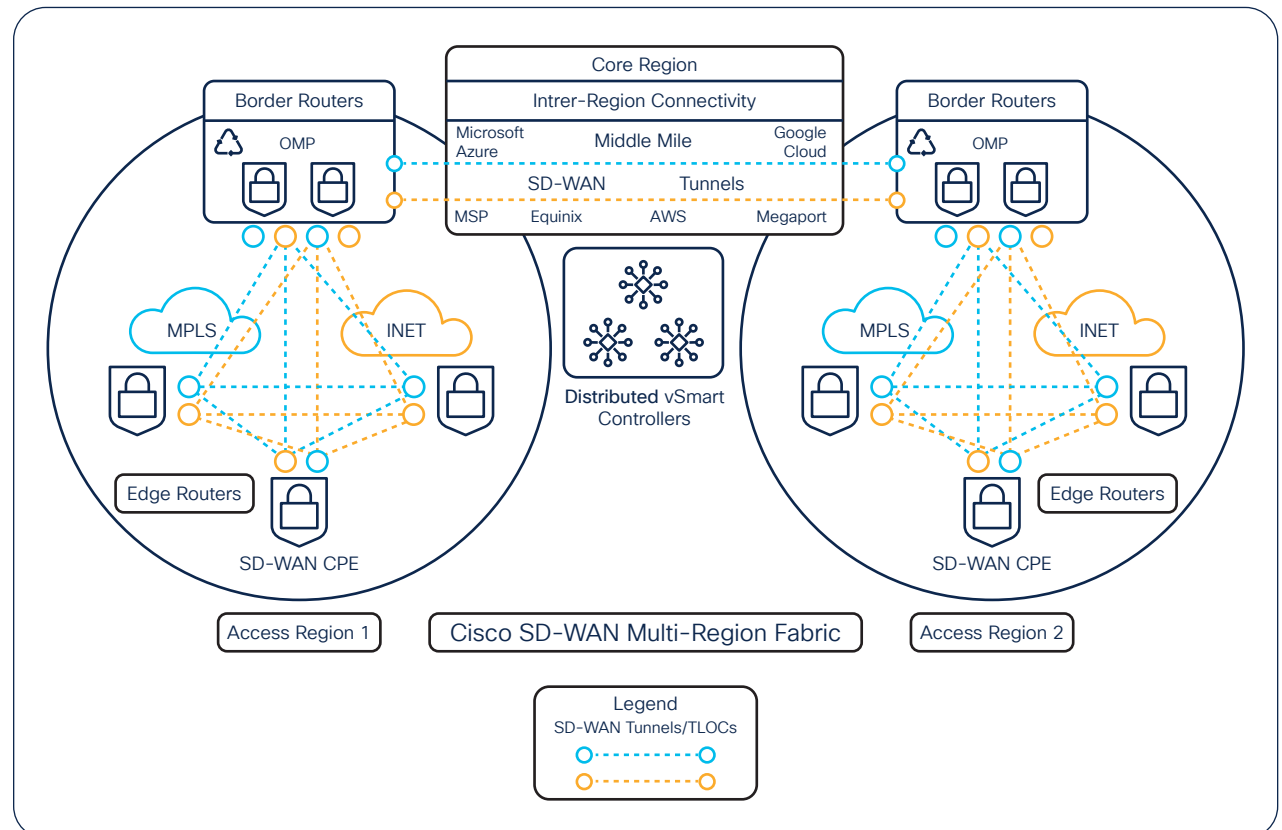 Core Region
Intrer-Region Connectivity
Microsoft
Azure
Middle Mile
Google
Cloud
SD-WAN Tunnels
MSP Equinix AWS Megaport
Border Routers
OMP
MPLS
INET
Edge Routers
SD-WAN CPE
Access Region 1
Distributed vSmart
Controllers
Border Routers
OMP
MPLS
INET
Edge Routers
SD-WAN CPE
Access Region 2
Cisco SD-WAN Multi-Region Fabric
Legend
SD-WAN Tunnels/TLOCs